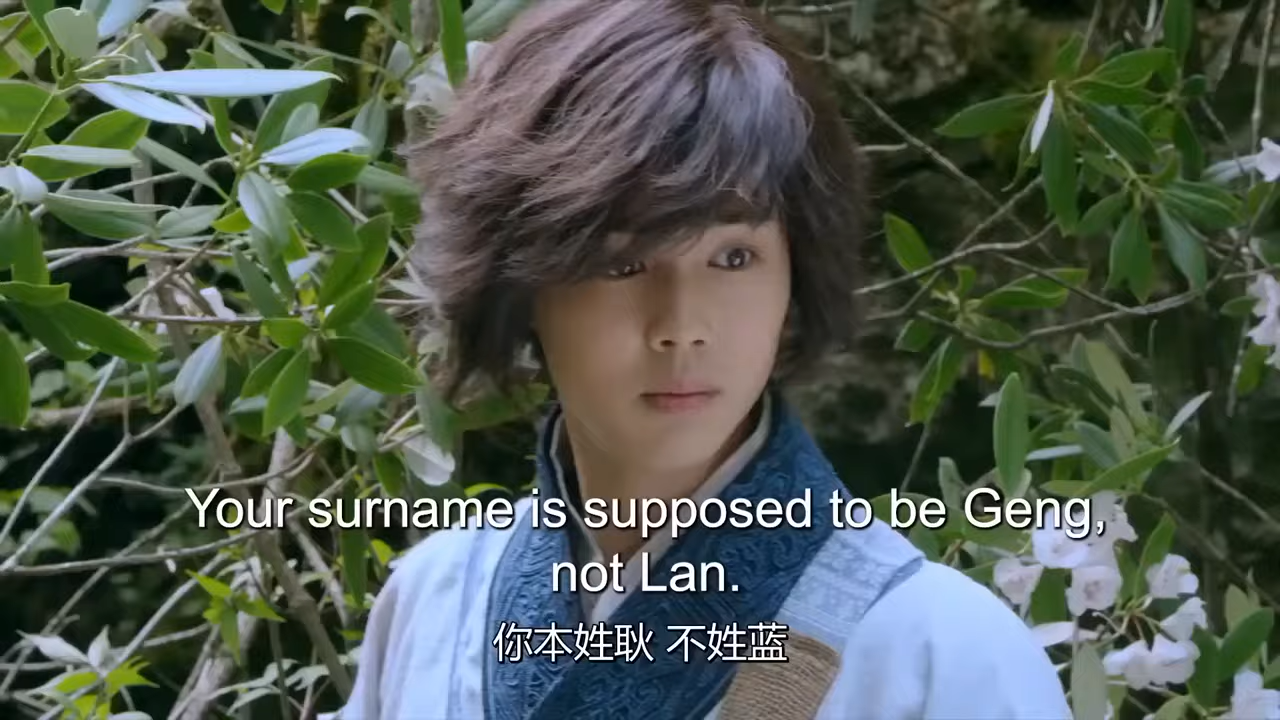 Your surname is supposed to be Geng,
not Lan.
你本姓耿 不姓蓝